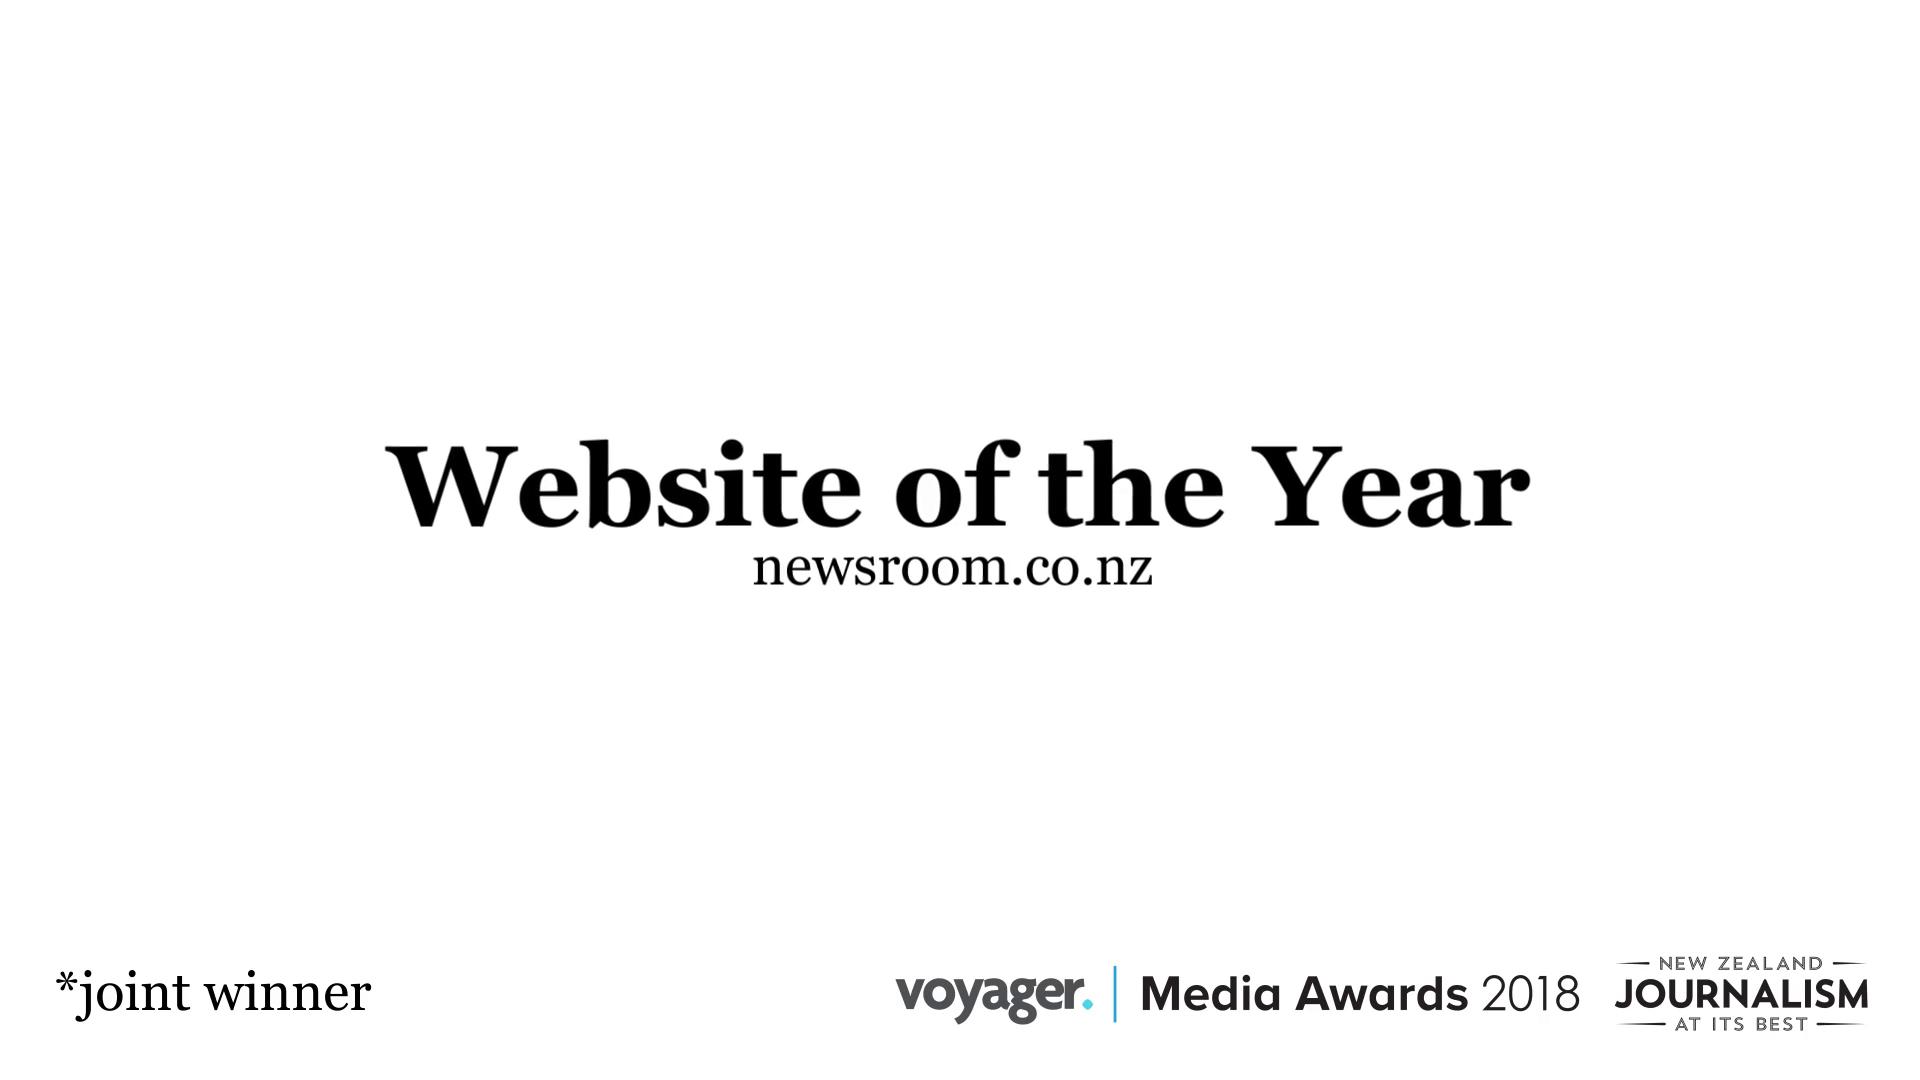 Website of the Year
newsroom.co.nz
*joint winner
voyager. | Media Awards 2018
NEW ZEALAND
JOURNALISM
AT ITS BEST